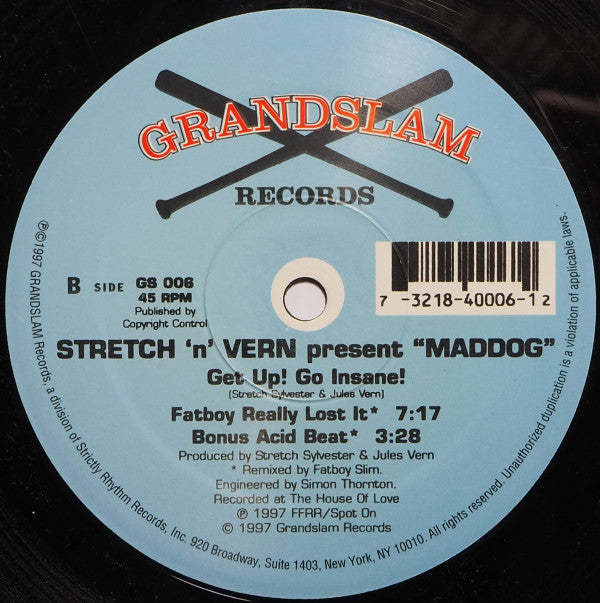 GRANDSLAM
RECORDS
B SIDE GS 006
45 RPM
Published by
Copyright Control
7 -3218-40006-1 2
STRETCH 'n' VERN present "MADDOG"
Get Up! Go Insane!
(Stretch Sylvester & Jules Vern)
Fatboy Really Lost It* 7:17
Bonus Acid Beat* 3:28
Produced by Stretch Sylvester & Jules Vern
* Remixed by Fatboy Slim.
Engineered by Simon Thornton.
Recorded at The House Of Love
℗ 1997 FFRR/Spot On
© 1997 Grandslam Records
℗©1997 GRANDSLAM Records, a division of Strictly Rhythm Records, Inc. 920 Broadway, Suite 1403, New York, NY 10010. All rights reserved. Unauthorized duplication is a violation of applicable laws.